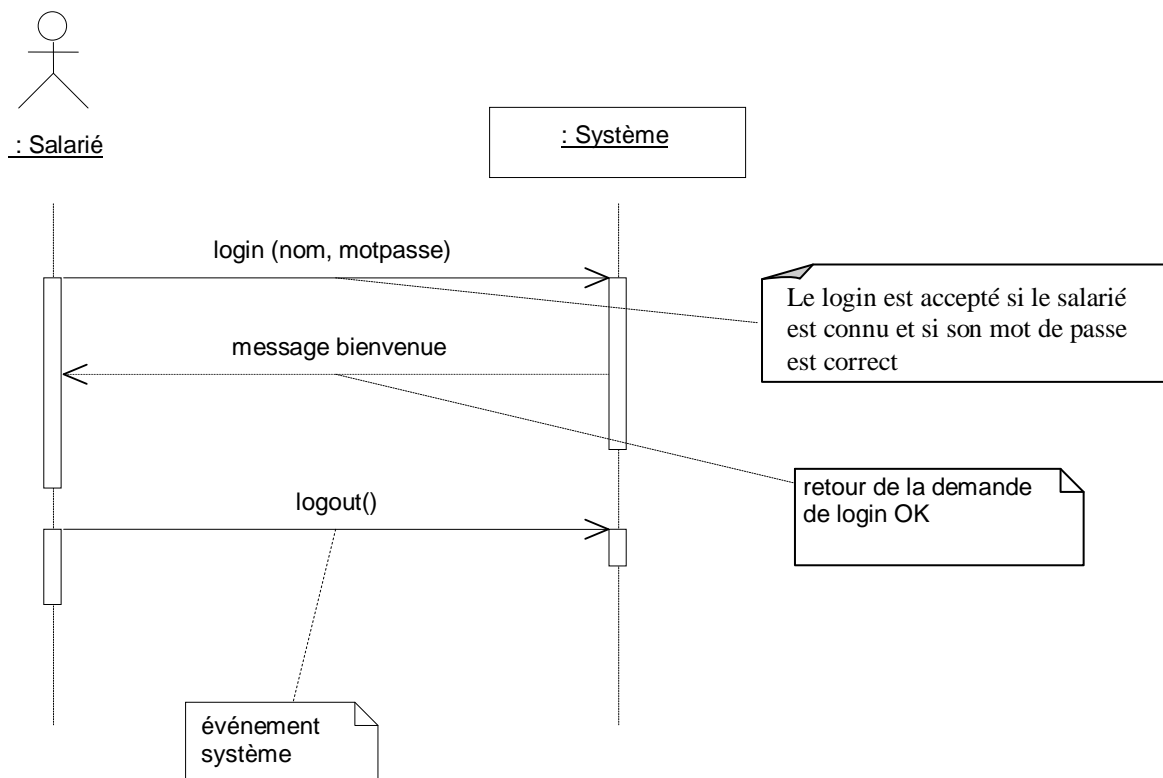 : Salarié
: Système
login (nom, motpasse)
Le login est accepté si le salarié
est connu et si son mot de passe
est correct
message bienvenue
retour de la demande
de login OK
logout()
événement
système